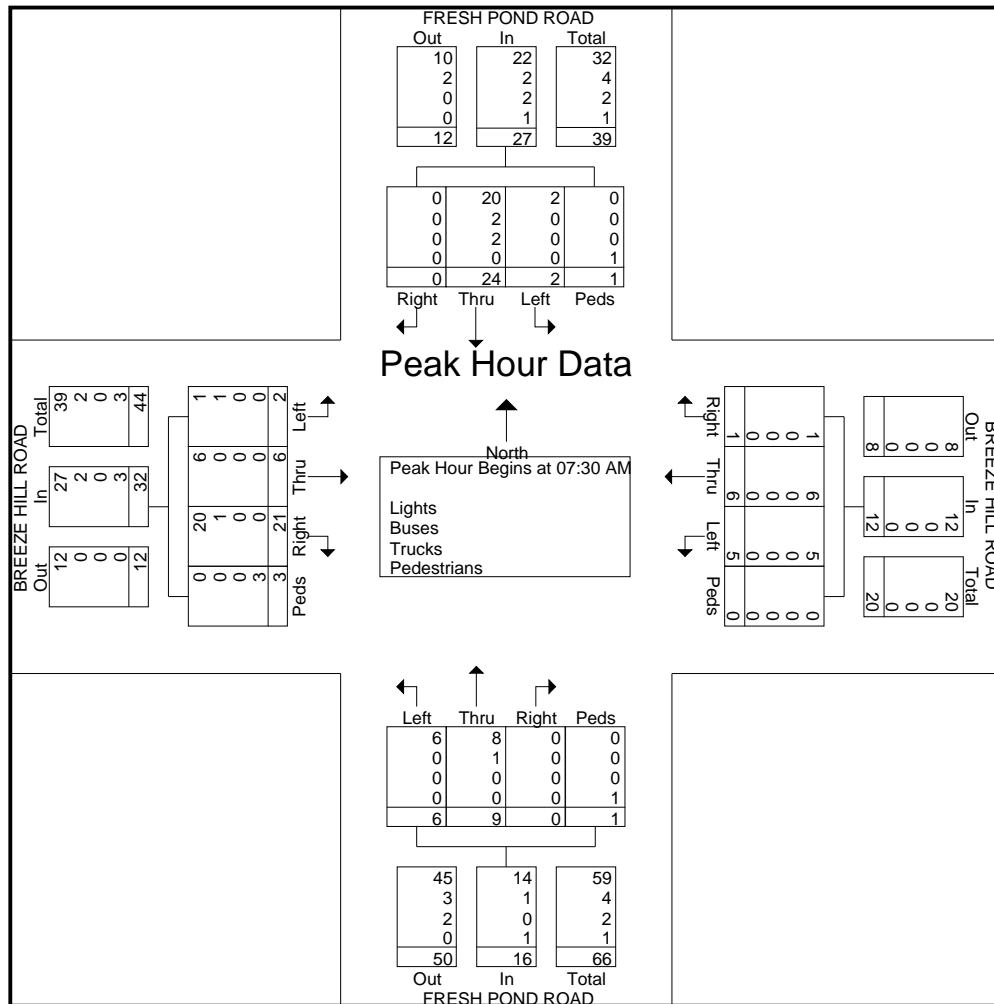 FRESH POND ROAD
Out In Total
10 22 32
2 2 4
0 2 2
0 1 1
12 27 39
0 20 2 0
0 2 0 0
0 2 0 0
0 0 0 1
0 24 2 1
Right Thru Left Peds
Peak Hour Data
BREEZE HILL ROAD
Total In Out
39 27 12
2 2 0
0 0 0
3 3 0
44 32 12
1 6 20 0
1 0 1 0
0 0 0 0
0 0 0 3
2 6 21 3
Left Thru Right Peds
North
Peak Hour Begins at 07:30 AM
Lights
Buses
Trucks
Pedestrians
Right Thru Left Peds
1 6 5 0
0 0 0 0
0 0 0 0
0 0 0 0
1 6 5 0
BREEZE HILL ROAD
Out In Total
8 12 20
0 0 0
0 0 0
0 0 0
8 12 20
Left Thru Right Peds
6 8 0 0
0 1 0 0
0 0 0 0
0 0 0 1
6 9 0 1
45 14 59
3 1 4
2 0 2
0 1 1
50 16 66
Out In Total
FRESH POND ROAD